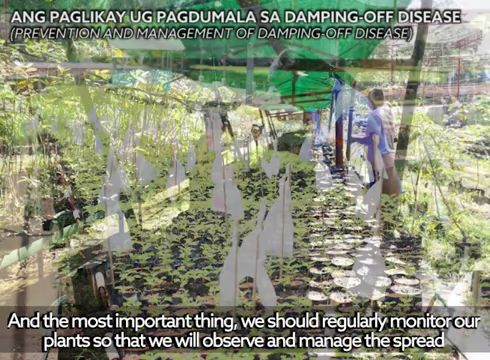 ANG PAGLIKAY UG PAGDUMALA SA DAMPING-OFF DISEASE
(PREVENTION AND MANAGEMENT OF DAMPING-OFF DISEASE)
And the most important thing, we should regularly monitor our
plants so that we will observe and manage the spread